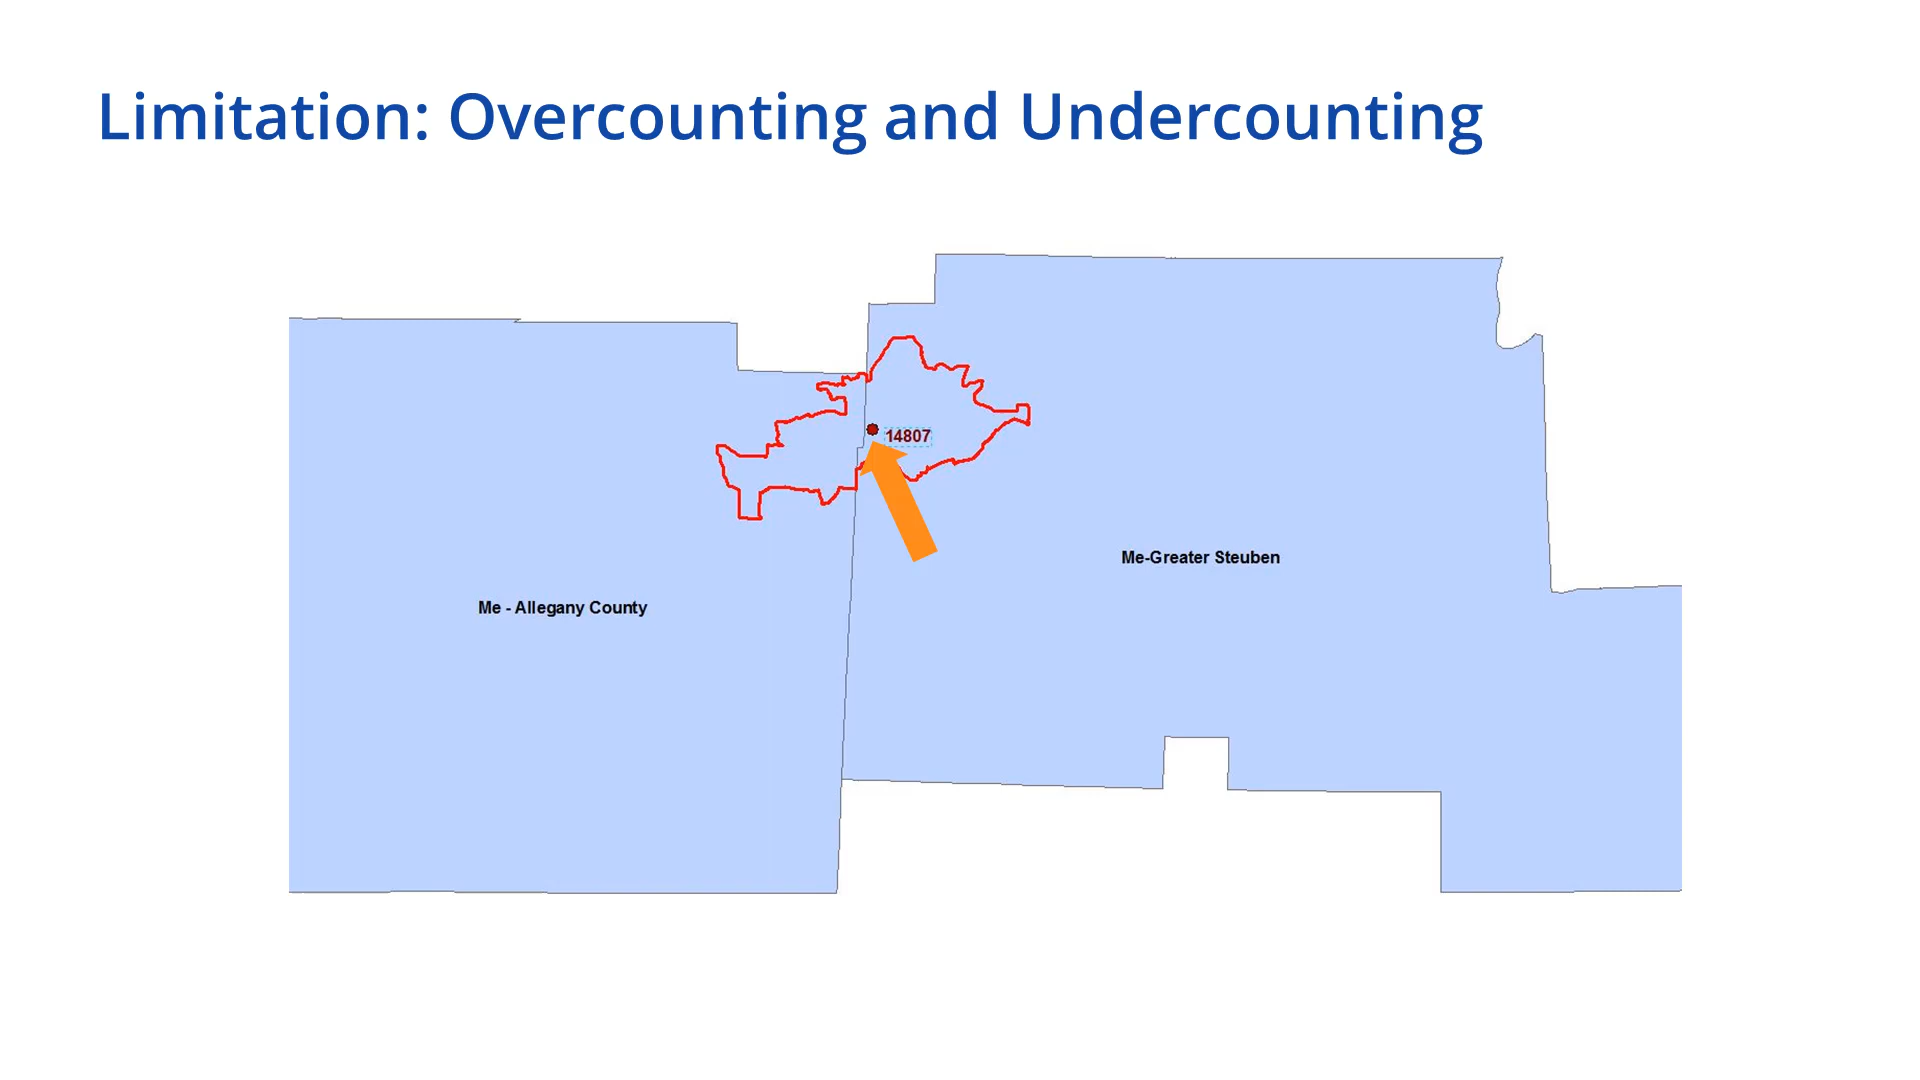 Limitation: Overcounting and Undercounting
14807
Me-Greater Steuben
Me - Allegany County